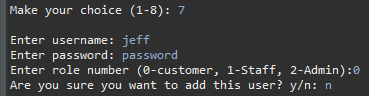 Make your choice (1-8): 7
Enter username: jeff
Enter password: password
Enter role number (0-customer, 1-Staff, 2-Admin):0
Are you sure you want to add this user? y/n: n